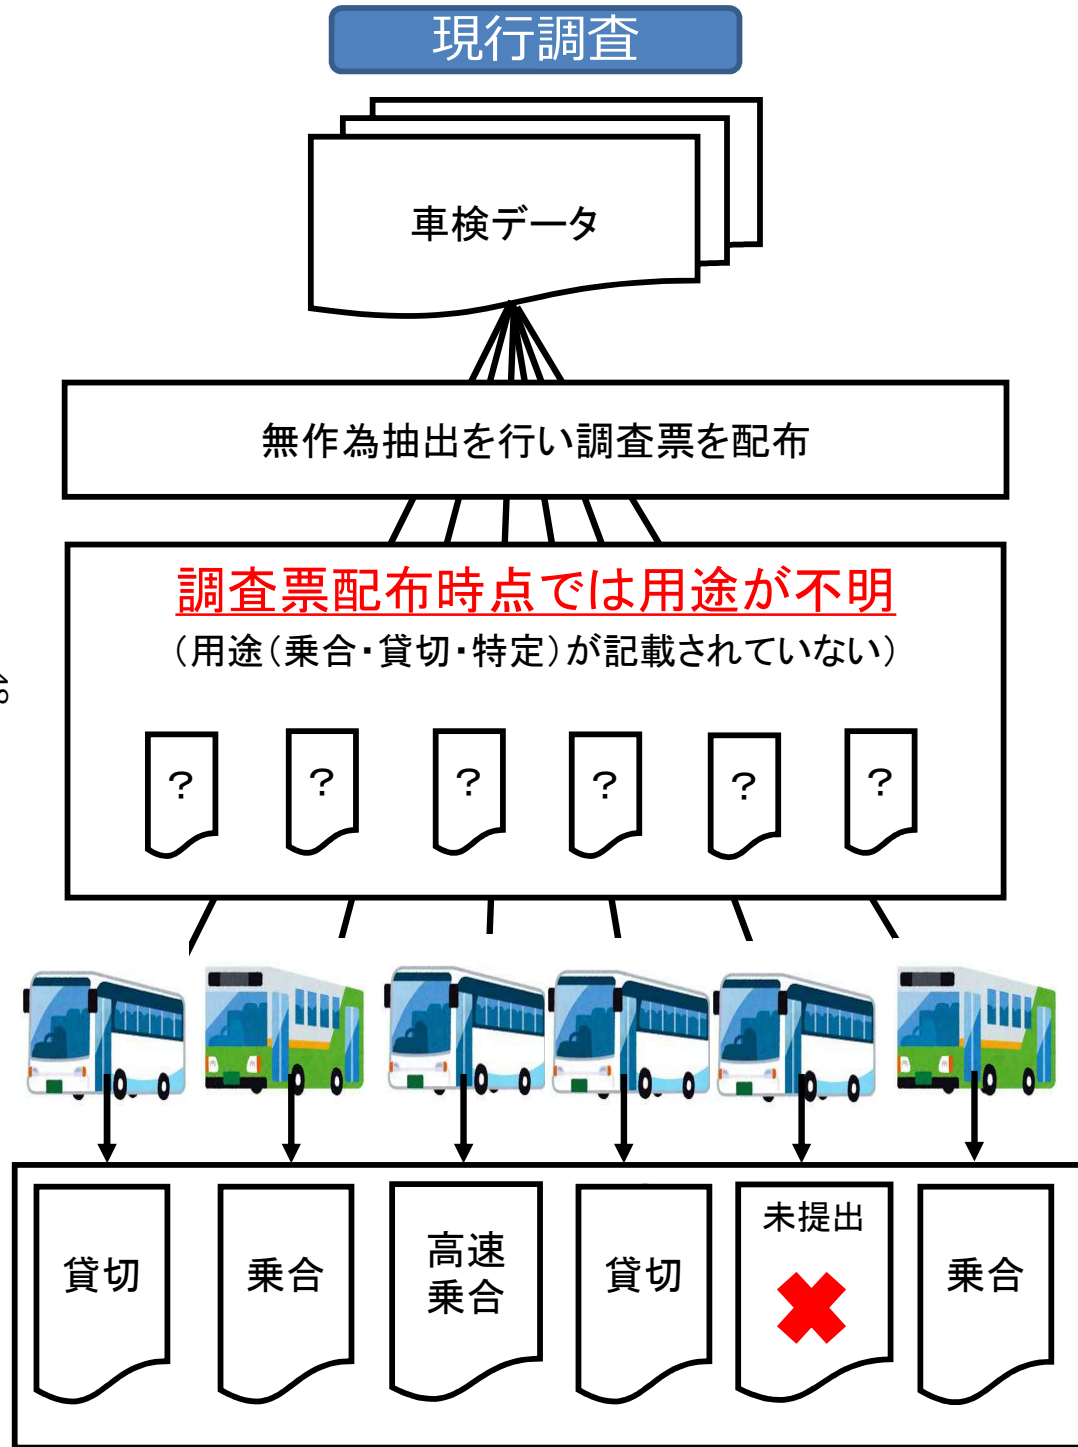 現行調査
車検データ
無作為抽出を行い調査票を配布
調査票配布時点では用途が不明
（用途（乗合・貸切・特定）が記載されていない）
？ ？ ？ ？ ？ ？
貸切
乗合
高速
乗合
貸切
未提出
乗合